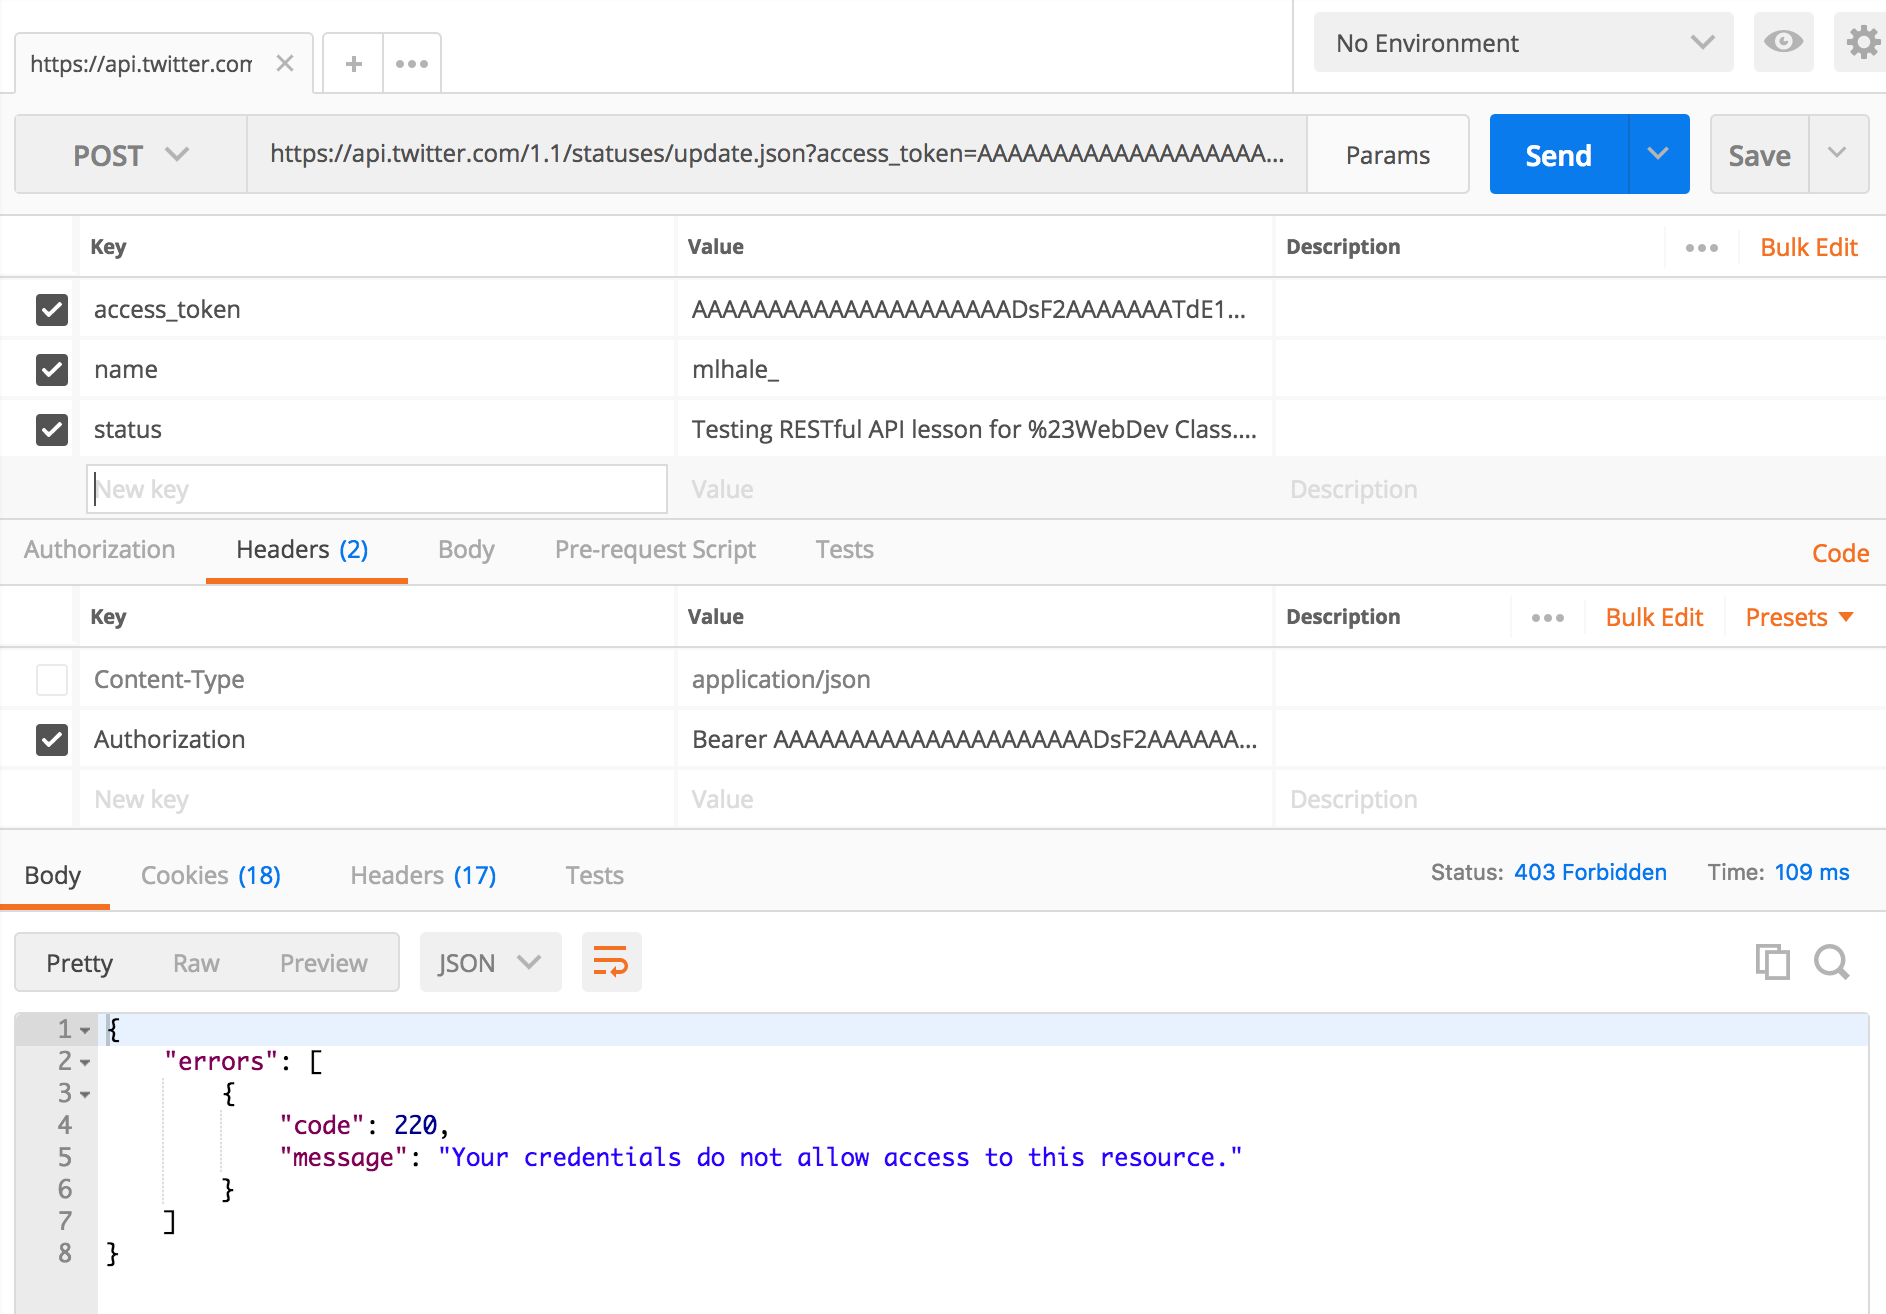 https://api.twitter.com
No Environment
POST
https://api.twitter.com/1.1/statuses/update.json?access_token=AAAAAAAAAAAAAAAAAAA...
Params
Send
Save
Key Value Description Bulk Edit
access_token AAAAAAAAAAAAAAAAAAAAADsF2AAAAAAATdE1...
name mlhale_
status Testing RESTful API lesson for %23WebDev Class....
New key Value Description
Authorization Headers (2) Body Pre-request Script Tests Code
Key Value Description Bulk Edit Presets
Content-Type application/json
Authorization Bearer AAAAAAAAAAAAAAAAAAAAADsF2AAAAAA...
New key Value Description
Body Cookies (18) Headers (17) Tests Status: 403 Forbidden Time: 109 ms
Pretty Raw Preview JSON
1 {
2 "errors": [
3 {
4 "code": 220,
5 "message": "Your credentials do not allow access to this resource."
6 }
7 ]
8 }